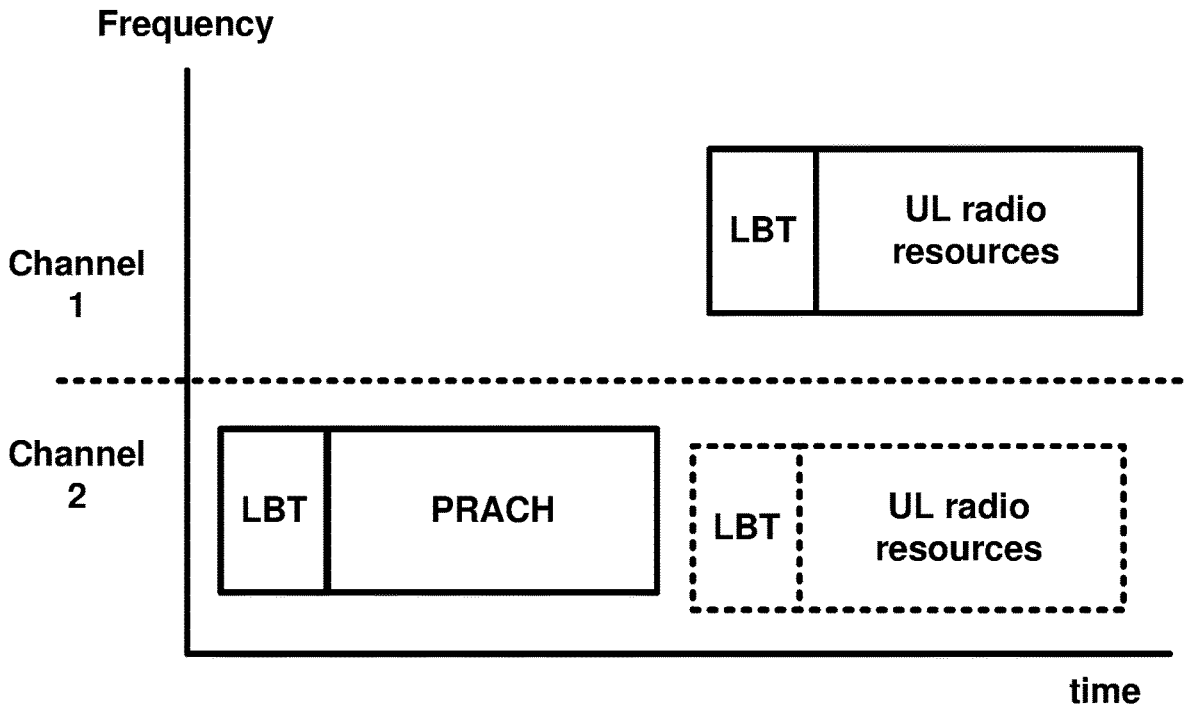 Frequency
LBT
UL radio
resources
Channel
1
Channel
2
LBT
PRACH
LBT
UL radio
resources
time